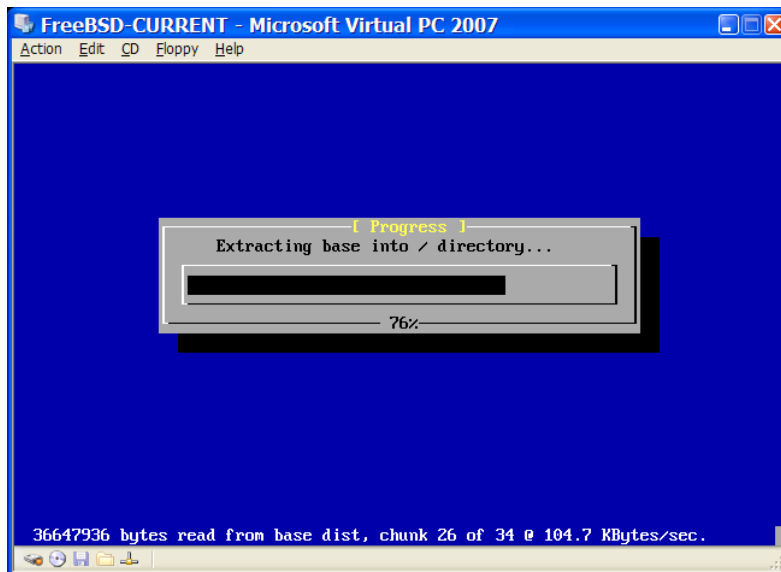 FreeBSD-CURRENT - Microsoft Virtual PC 2007
Action Edit CD Floppy Help
[ Progress ]
Extracting base into / directory...
76%
36647936 bytes read from base dist, chunk 26 of 34 @ 104.7 KBytes/sec.